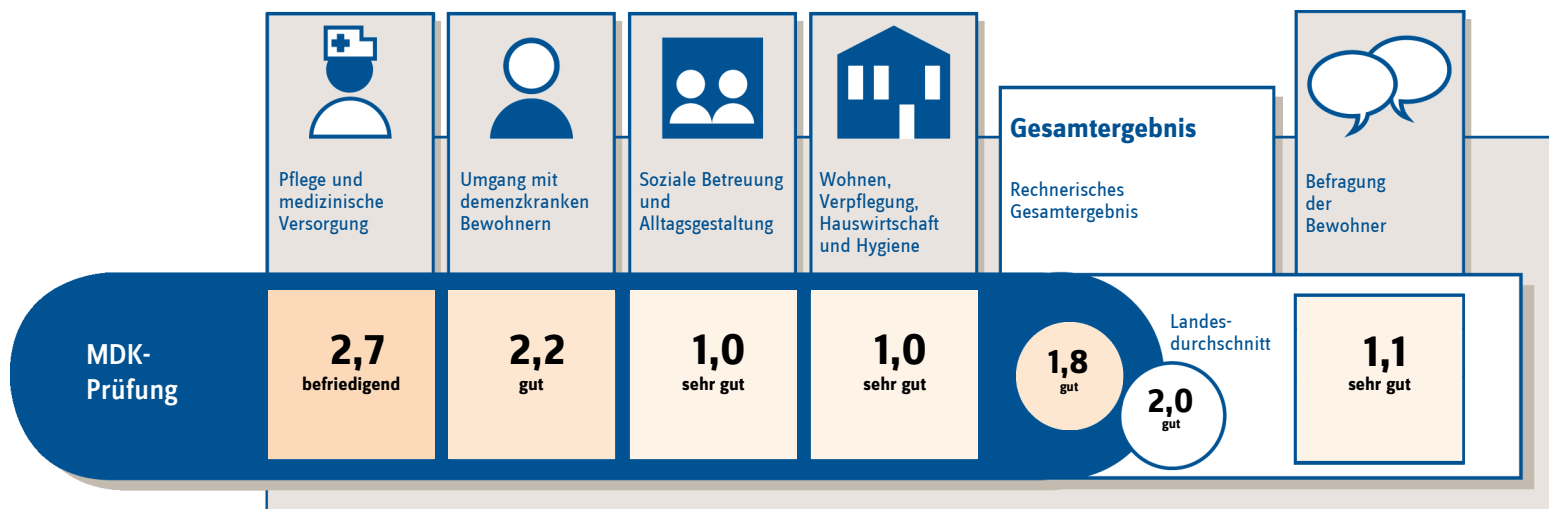 Pflege und
medizinische
Versorgung
Umgang mit
demenzkranken
Bewohnern
Soziale Betreuung
und
Alltagsgestaltung
Wohnen,
Verpflegung,
Hauswirtschaft
und Hygiene
Gesamtergebnis
Rechnerisches
Gesamtergebnis
Befragung
der
Bewohner
MDK-
Prüfung
2,7
befriedigend
2,2
gut
1,0
sehr gut
1,0
sehr gut
1,8
gut
Landes-
durchschnitt
2,0
gut
1,1
sehr gut